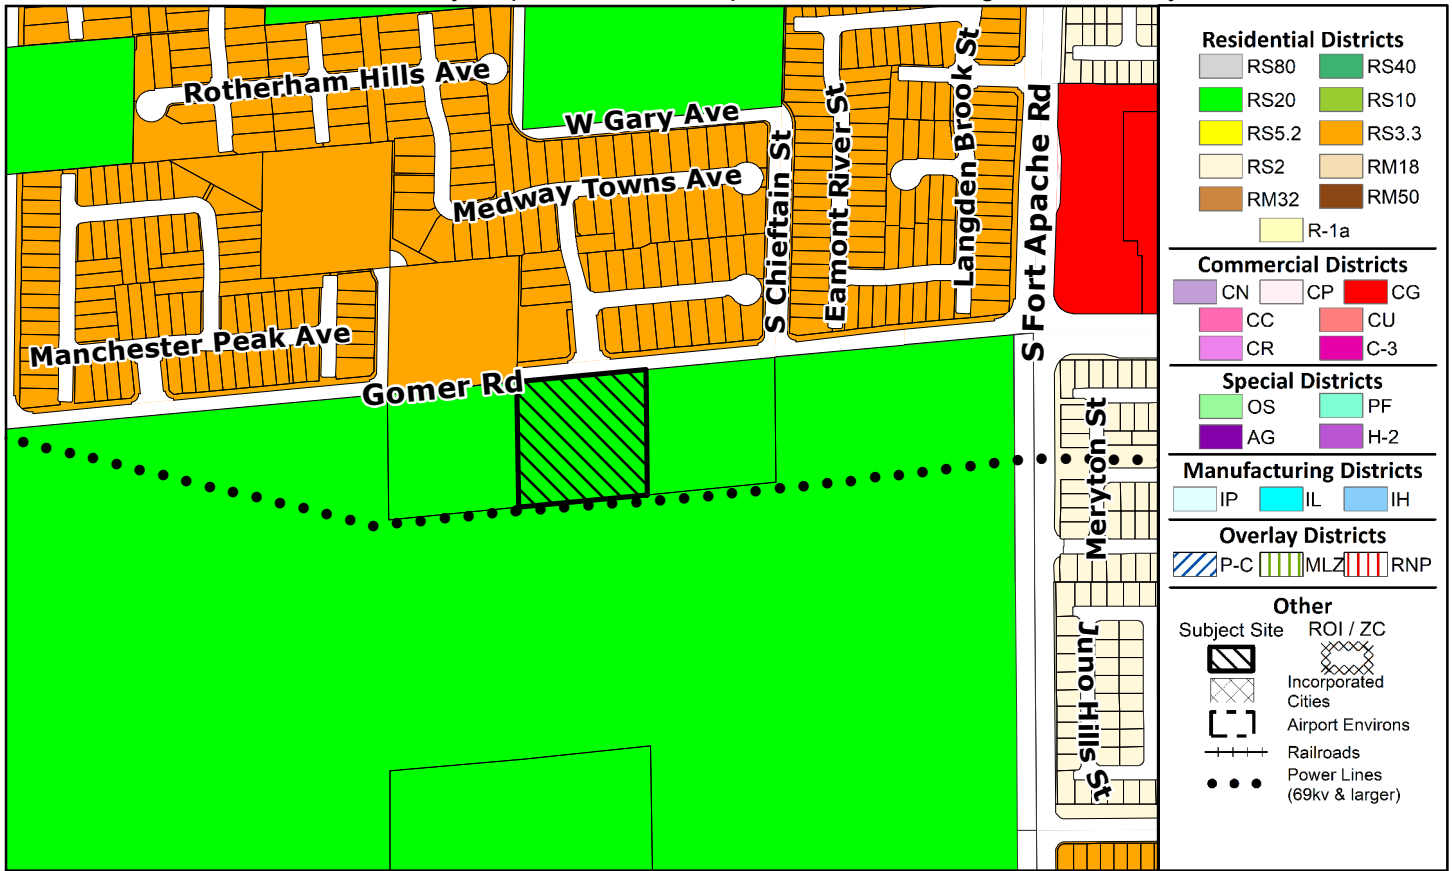 Rotherham Hills Ave
W Gary Ave
Medway Towns Ave
S Chieftain St
Eamont River St
Langden Brook St
S Fort Apache Rd
Manchester Peak Ave
Gomer Rd
Meryton St
Juno Hills St
Residential Districts
RS80 RS40
RS20 RS10
RS5.2 RS3.3
RS2 RM18
RM32 RM50
R-1a
Commercial Districts
CN CP CG
CC CU
CR C-3
Special Districts
OS PF
AG H-2
Manufacturing Districts
IP IL IH
Overlay Districts
P-C MLZ RNP
Other
Subject Site ROI / ZC
Incorporated
Cities
Airport Environs
Railroads
Power Lines
(69kv & larger)